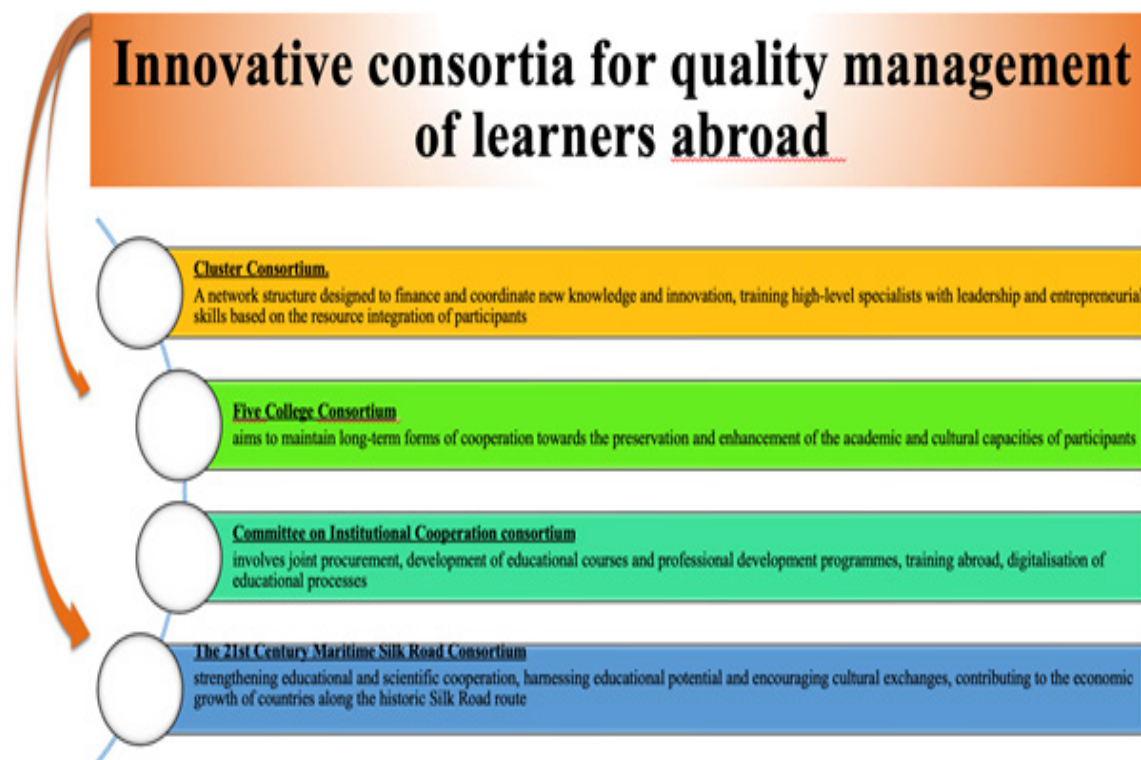 Innovative consortia for quality management
of learners abroad
Cluster Consortium.
A network structure designed to finance and coordinate new knowledge and innovation, training high-level specialists with leadership and entrepreneurial
skills based on the resource integration of participants
Five College Consortium
aims to maintain long-term forms of cooperation towards the preservation and enhancement of the academic and cultural capacities of participants
Committee on Institutional Cooperation consortium
involves joint procurement, development of educational courses and professional development programmes, training abroad, digitalisation of
educational processes
The 21st Century Maritime Silk Road Consortium
strengthening educational and scientific cooperation, harnessing educational potential and encouraging cultural exchanges, contributing to the economic
growth of countries along the historic Silk Road route